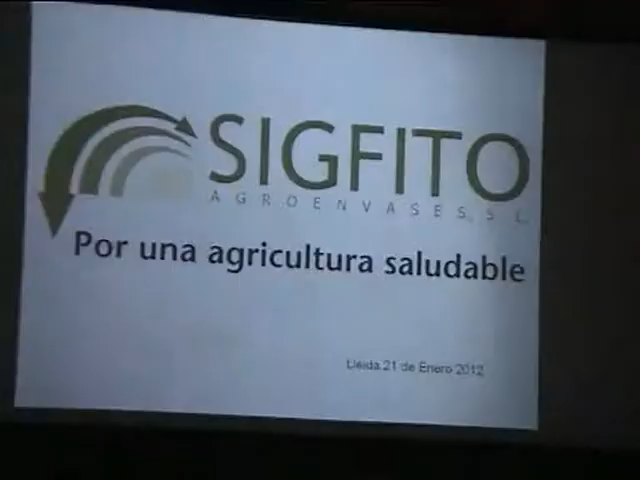 SIGFITO
AGROENVASES, S.L.
Por una agricultura saludable
Lleida 21 de Enero 2012